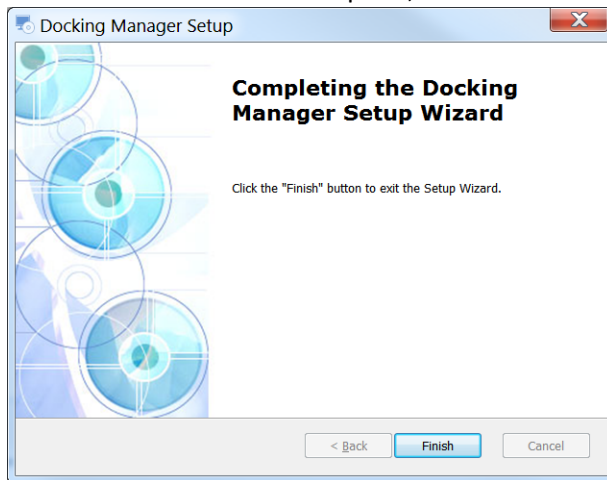 Docking Manager Setup
Completing the Docking
Manager Setup Wizard
Click the "Finish" button to exit the Setup Wizard.
< Back
Finish
Cancel